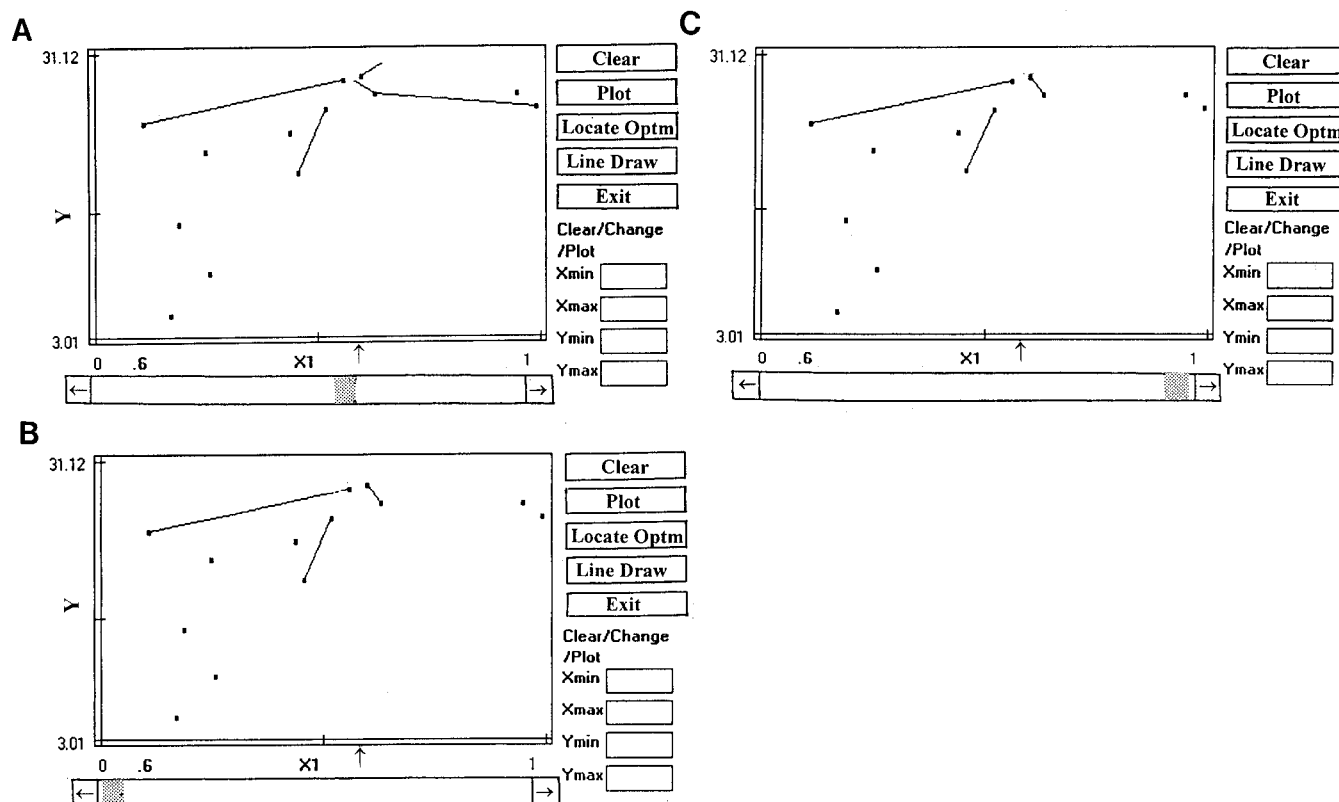 A
31.12
Y
3.01
0 .6 X1 ↑ 1
← →
Clear
Plot
Locate Optm
Line Draw
Exit
Clear/Change
/Plot
Xmin
Xmax
Ymin
Ymax
B
31.12
Y
3.01
0 .6 X1 ↑ 1
← →
Clear
Plot
Locate Optm
Line Draw
Exit
Clear/Change
/Plot
Xmin
Xmax
Ymin
Ymax
C
31.12
3.01
0 .6 X1 ↑ 1
← →
Clear
Plot
Locate Optm
Line Draw
Exit
Clear/Change
/Plot
Xmin
Xmax
Ymin
Ymax